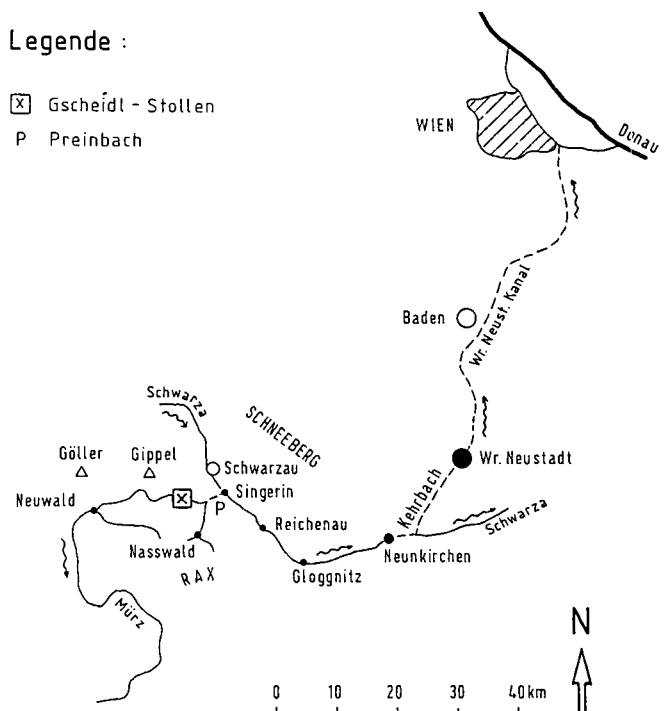 Legende :
X Gscheidl - Stollen
P Preinbach
WIEN
Donau
Baden
Wr. Neust. Kanal
Schwarza
SCHNEEBERG
Göller
Gippel
Schwarzau
Wr. Neustadt
Neuwald
Singerin
P
X
Kehrbach
Reichenau
Schwarza
Nasswald
Neunkirchen
RAX
Gloggnitz
Mürz
N
0 10 20 30 40 km